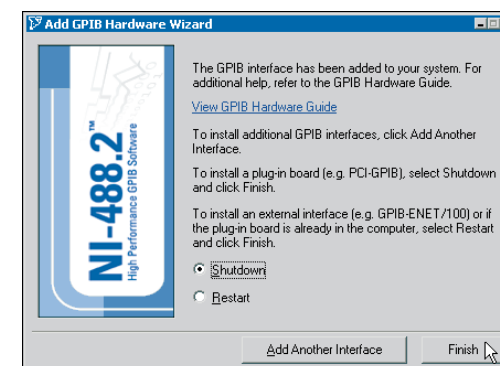 Add GPIB Hardware Wizard
NI-488.2™
High Performance GPIB Software
The GPIB interface has been added to your system. For
additional help, refer to the GPIB Hardware Guide.
View GPIB Hardware Guide
To install additional GPIB interfaces, click Add Another
Interface.
To install a plug-in board (e.g. PCI-GPIB), select Shutdown
and click Finish.
To install an external interface (e.g. GPIB-ENET/100) or if
the plug-in board is already in the computer, select Restart
and click Finish.
Shutdown
Restart
Add Another Interface
Finish